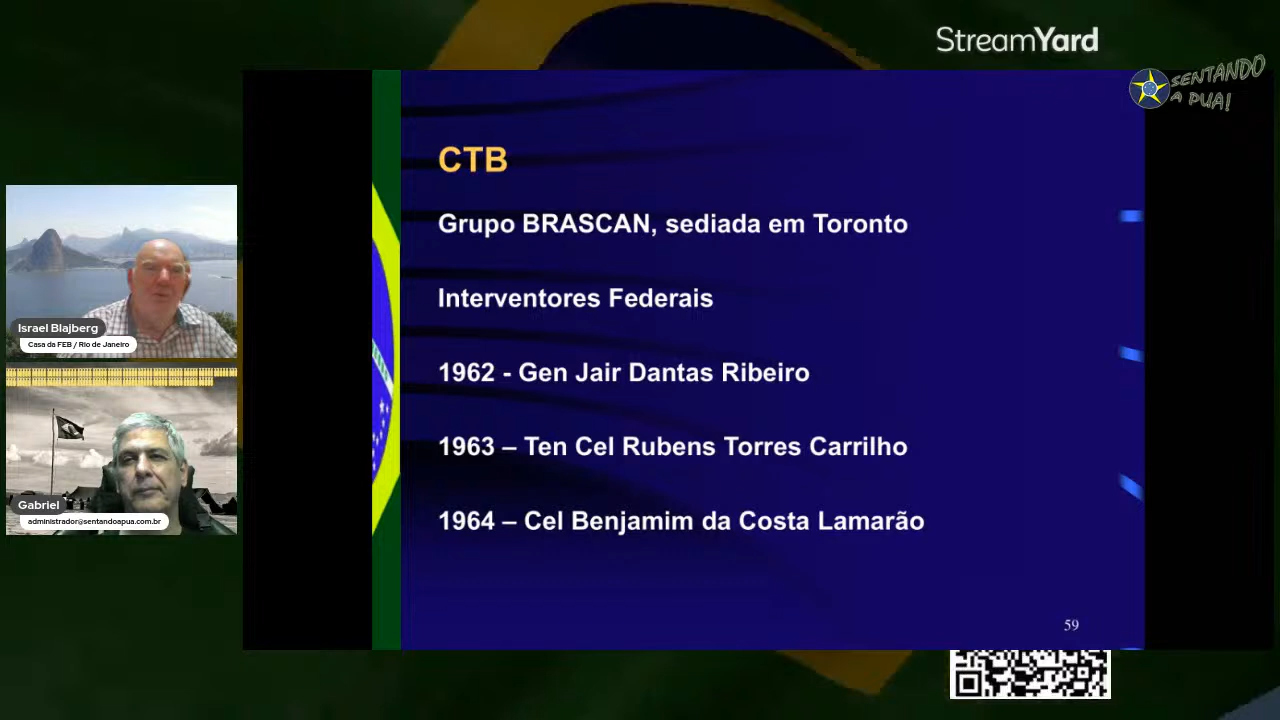 StreamYard
SENTANDO
A PUA!
CTB
Grupo BRASCAN, sediada em Toronto
Interventores Federais
1962 - Gen Jair Dantas Ribeiro
1963 – Ten Cel Rubens Torres Carrilho
1964 – Cel Benjamim da Costa Lamarão
59
Israel Blajberg
Casa da FEB / Rio de Janeiro
Gabriel
administrador@sentandoapua.com.br